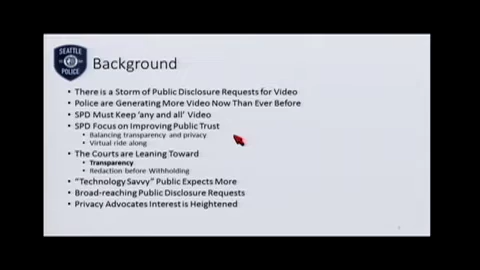 SEATTLE
POLICE
Background
• There is a Storm of Public Disclosure Requests for Video
• Police are Generating More Video Now Than Ever Before
• SPD Must Keep ‘any and all’ Video
• SPD Focus on Improving Public Trust
• Balancing transparency and privacy
• Virtual ride along
• The Courts are Leaning Toward
• Transparency
• Redaction before Withholding
• “Technology Savvy” Public Expects More
• Broad-reaching Public Disclosure Requests
• Privacy Advocates Interest is Heightened